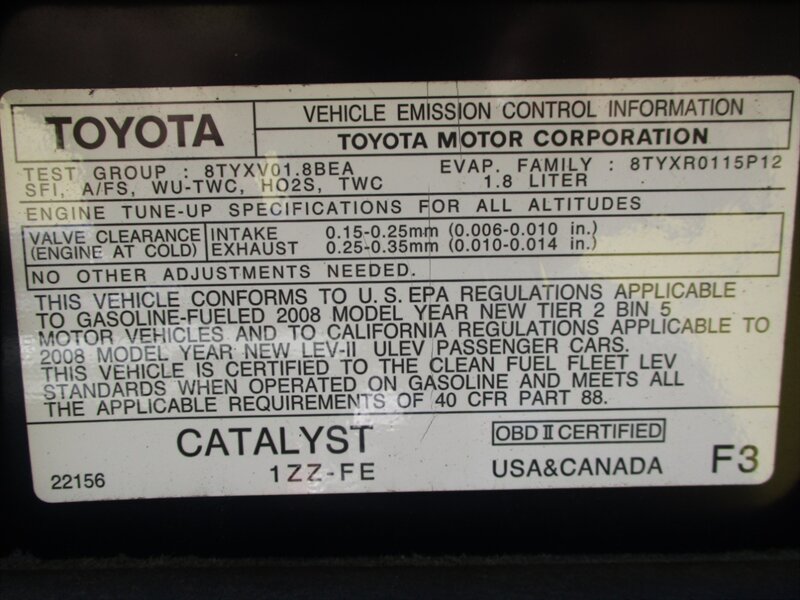 TOYOTA
VEHICLE EMISSION CONTROL INFORMATION
TOYOTA MOTOR CORPORATION
TEST GROUP : 8TYXV01.8BEA EVAP. FAMILY : 8TYXR0115P12
SFI, A/FS, WU-TWC, HO2S, TWC 1.8 LITER
ENGINE TUNE-UP SPECIFICATIONS FOR ALL ALTITUDES
VALVE CLEARANCE INTAKE 0.15-0.25mm (0.006-0.010 in.)
(ENGINE AT COLD) EXHAUST 0.25-0.35mm (0.010-0.014 in.)
NO OTHER ADJUSTMENTS NEEDED.
THIS VEHICLE CONFORMS TO U.S.EPA REGULATIONS APPLICABLE
TO GASOLINE-FUELED 2008 MODEL YEAR NEW TIER 2 BIN 5
MOTOR VEHICLES AND TO CALIFORNIA REGULATIONS APPLICABLE TO
2008 MODEL YEAR NEW LEV-II ULEV PASSENGER CARS.
THIS VEHICLE IS CERTIFIED TO THE CLEAN FUEL FLEET LEV
STANDARDS WHEN OPERATED ON GASOLINE AND MEETS ALL
THE APPLICABLE REQUIREMENTS OF 40 CFR PART 88.
CATALYST OBD II CERTIFIED
22156 1ZZ-FE USA&CANADA F3